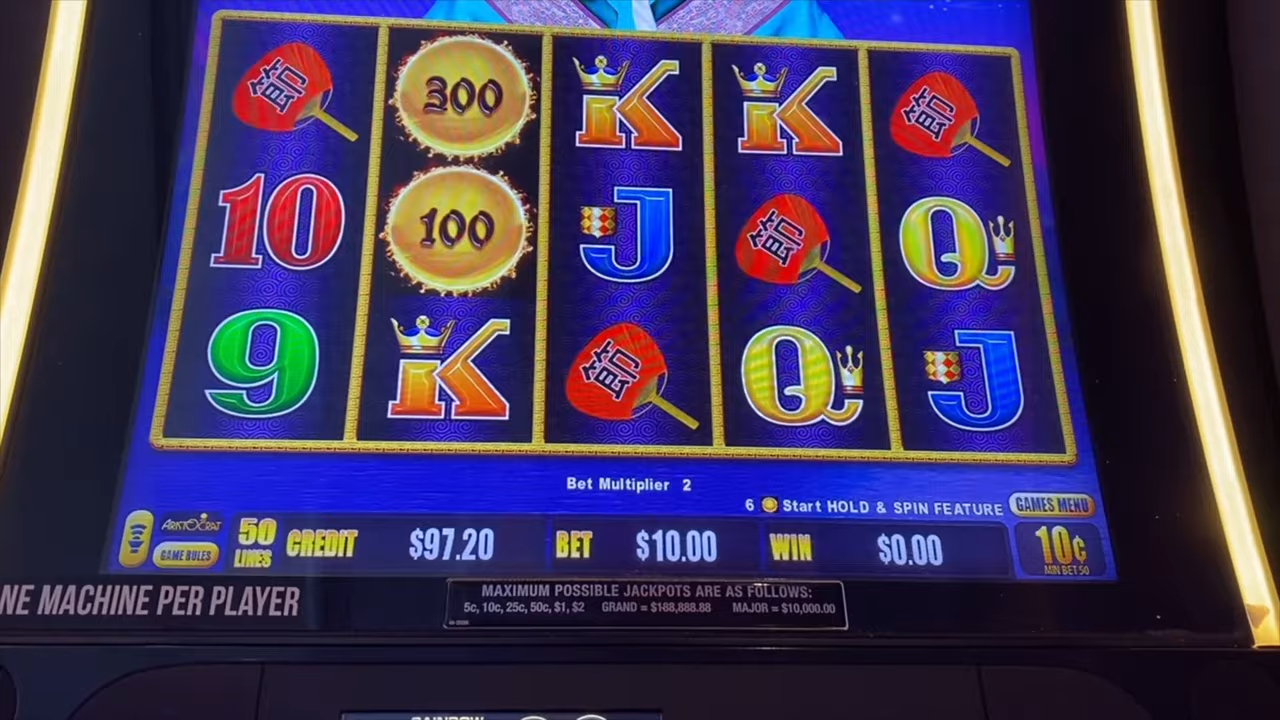 300
K
K
10
100
J
Q
9
K
Q
J
Bet Multiplier 2
6 Start HOLD & SPIN FEATURE
GAMES MENU
ARISTOCRAT
GAME RULES
50 LINES
CREDIT $97.20
BET $10.00
WIN $0.00
10¢
MIN BET 50
NE MACHINE PER PLAYER
MAXIMUM POSSIBLE JACKPOTS ARE AS FOLLOWS:
5c, 10c, 25c, 50c, $1, $2 GRAND = $188,888.88 MAJOR = $10,000.00